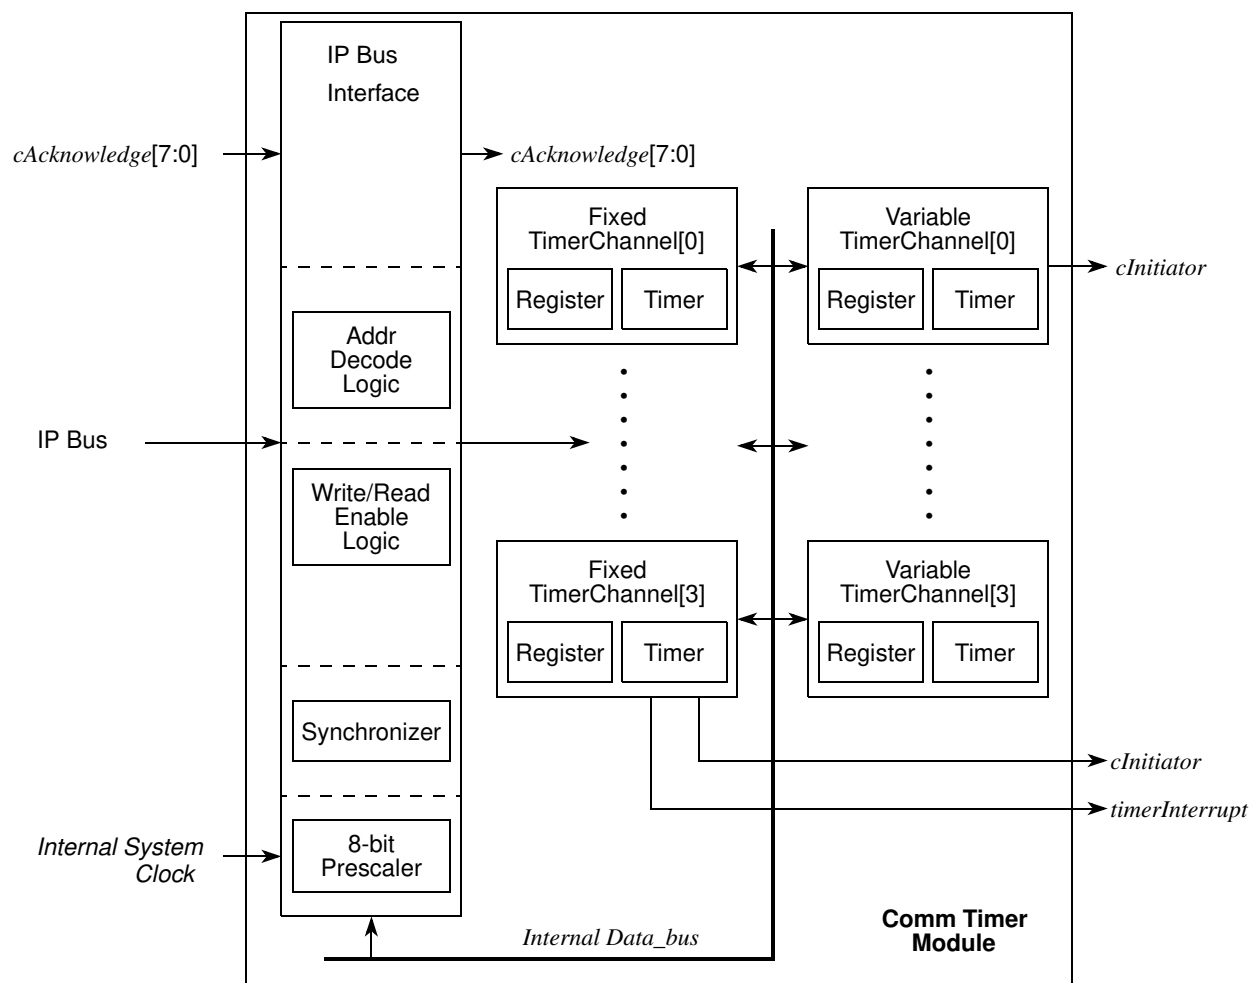 IP Bus
Interface
cAcknowledge[7:0]
cAcknowledge[7:0]
Fixed
TimerChannel[0]
Register
Timer
Variable
TimerChannel[0]
Register
Timer
cInitiator
Addr
Decode
Logic
IP Bus
Write/Read
Enable
Logic
Fixed
TimerChannel[3]
Register
Timer
Variable
TimerChannel[3]
Register
Timer
Synchronizer
cInitiator
timerInterrupt
Internal System
Clock
8-bit
Prescaler
Internal Data_bus
Comm Timer
Module